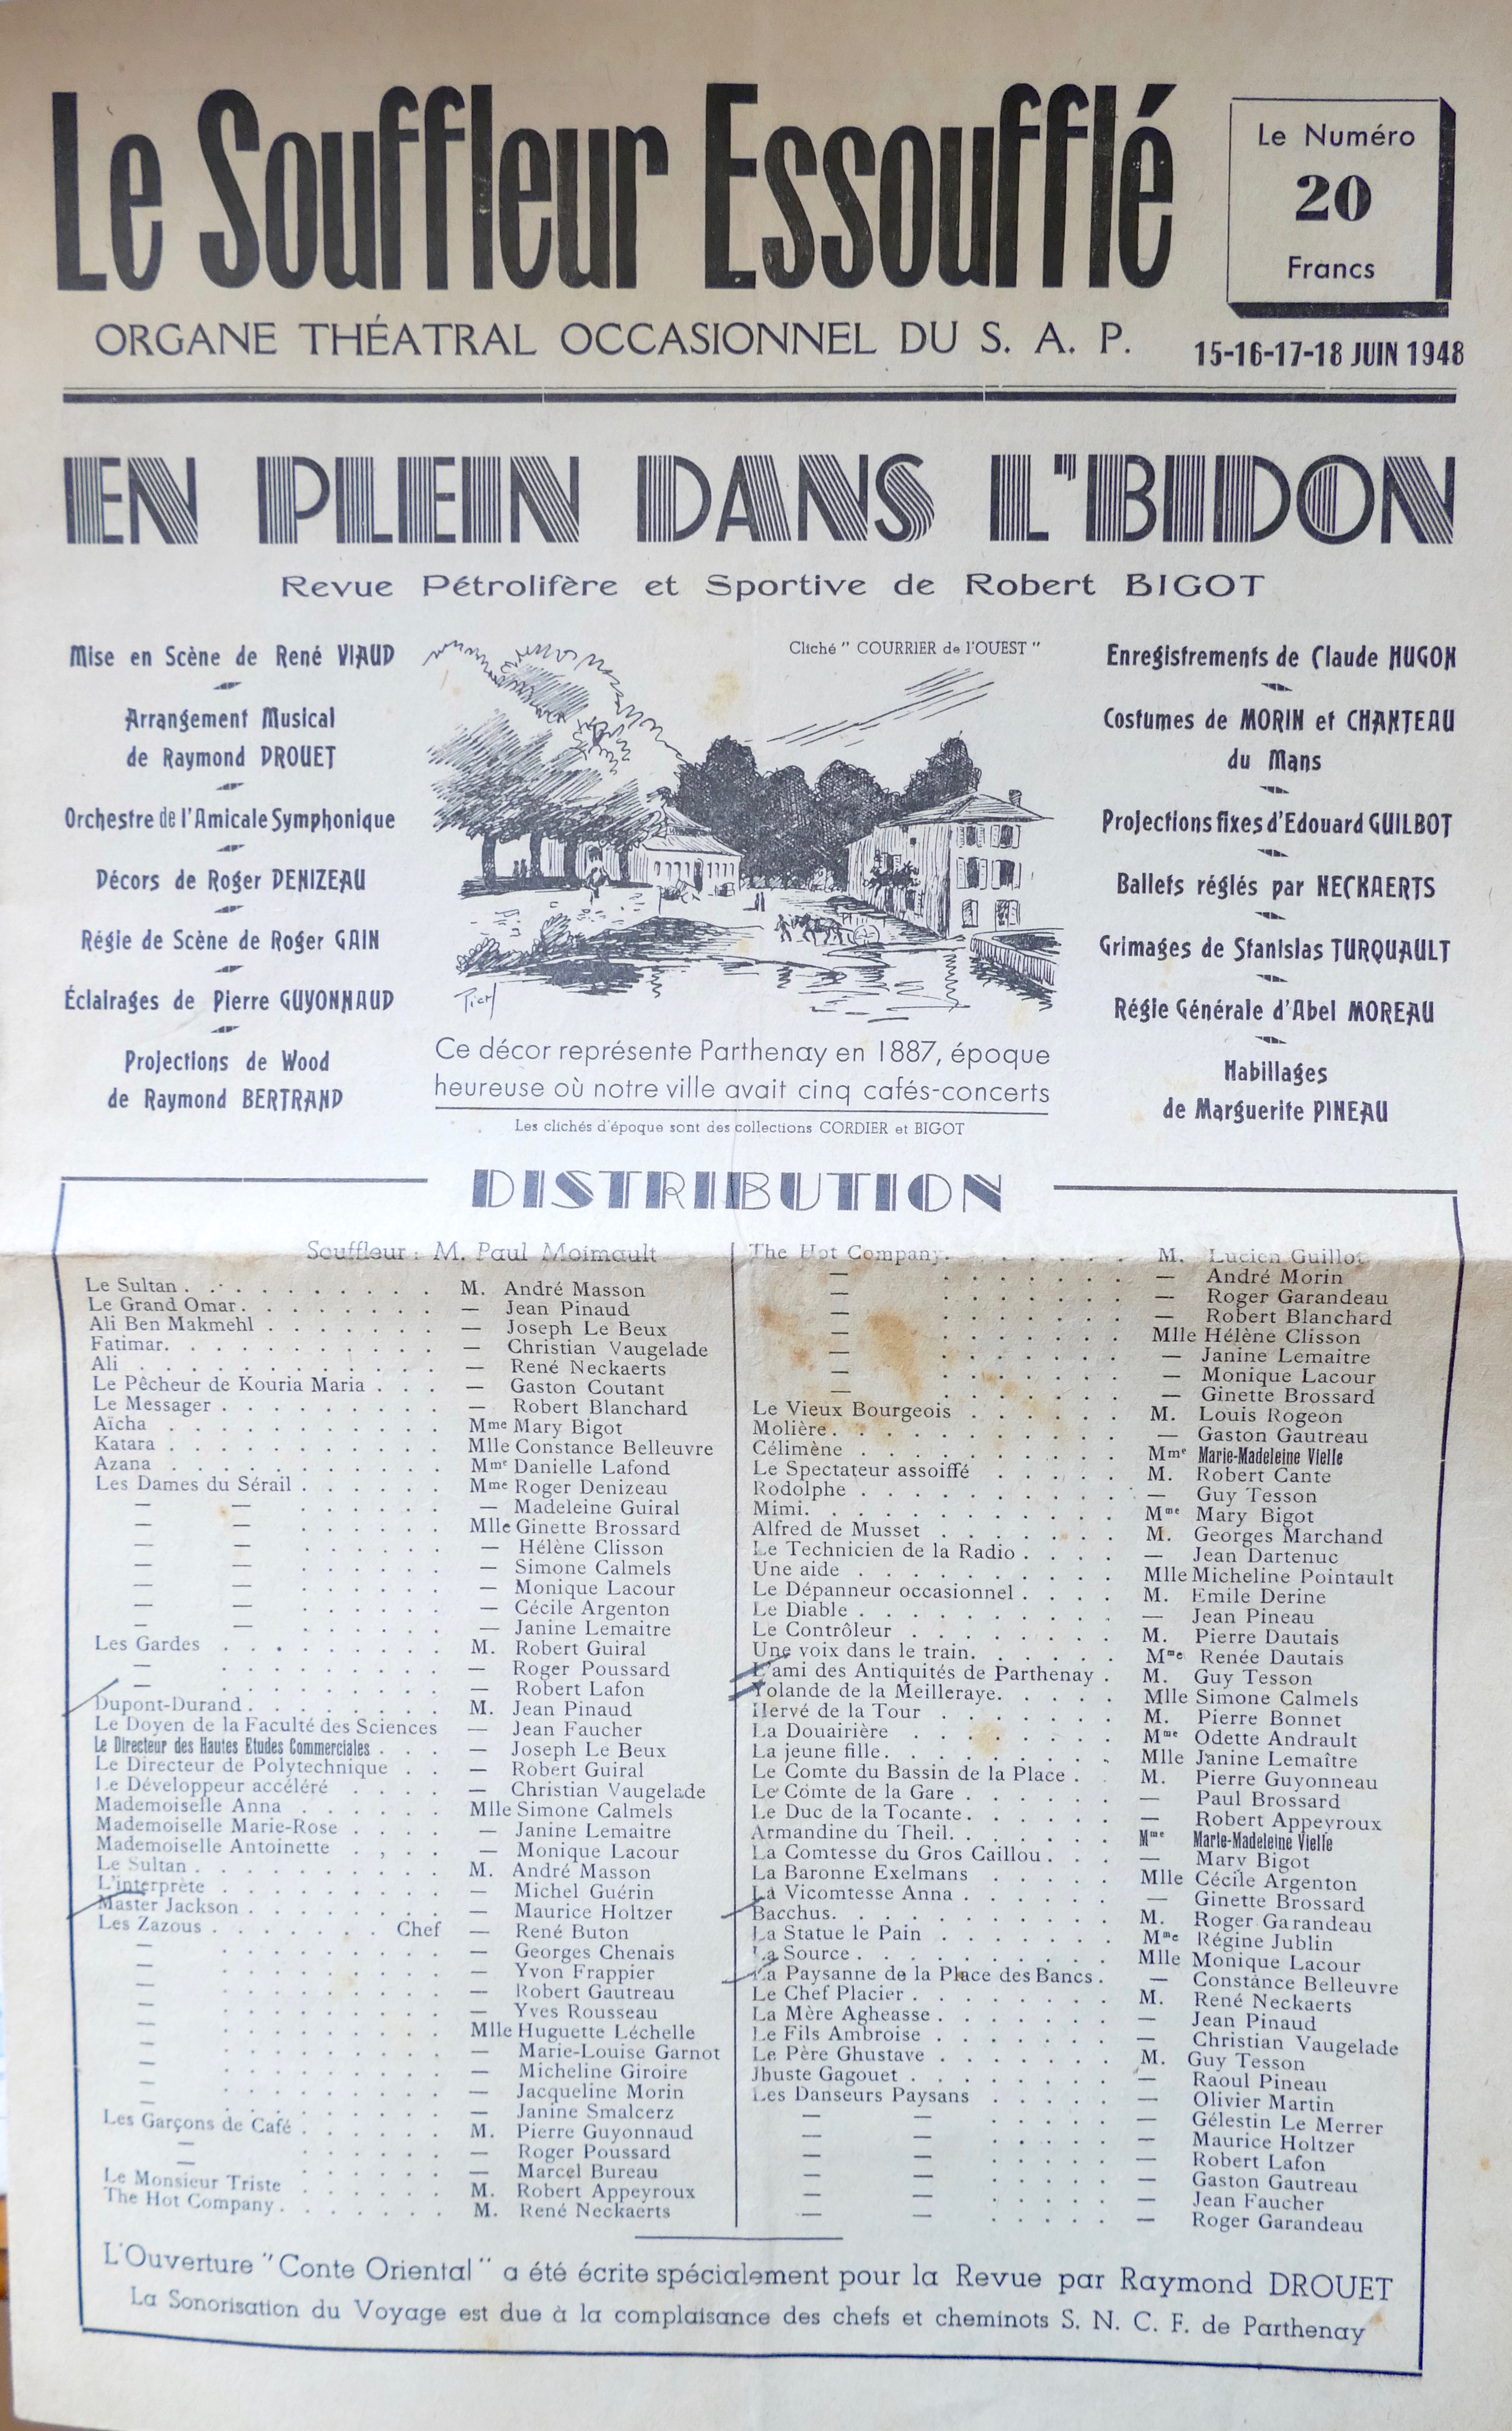 Le Souffleur Essoufflé
Le Numéro
20
Francs
ORGANE THÉATRAL OCCASIONNEL DU S. A. P.
15-16-17-18 JUIN 1948
EN PLEIN DANS L'BIDON
Revue Pétrolifère et Sportive de Robert BIGOT
Mise en Scène de René VIAUD
Arrangement Musical
de Raymond DROUET
Orchestre de l'Amicale Symphonique
Décors de Roger DENIZEAU
Régie de Scène de Roger GAIN
Éclairages de Pierre GUYONNAUD
Projections de Wood
de Raymond BERTRAND
Cliché " COURRIER de l'OUEST "
Ce décor représente Parthenay en 1887, époque
heureuse où notre ville avait cinq cafés-concerts
Les clichés d'époque sont des collections CORDIER et BIGOT
Enregistrements de Claude HUGON
Costumes de MORIN et CHANTEAU
du Mans
Projections fixes d'Edouard GUILBOT
Ballets réglés par NECKAERTS
Grimages de Stanislas TURQUAULT
Régie Générale d'Abel MOREAU
Habillages
de Marguerite PINEAU
DISTRIBUTION
Souffleur : M. Paul Moimault
Le Sultan . . . . . . . . . . M. André Masson
Le Grand Omar. . . . . . . . — Jean Pinaud
Ali Ben Makmehl . . . . . . . — Joseph Le Beux
Fatimar. . . . . . . . . . . — Christian Vaugelade
Ali . . . . . . . . . . . . — René Neckaerts
Le Pêcheur de Kouria Maria . . . — Gaston Coutant
Le Messager . . . . . . . . . — Robert Blanchard
Aïcha . . . . . . . . . . . Mme Mary Bigot
Katara . . . . . . . . . . . Mlle Constance Belleuvre
Azana . . . . . . . . . . . Mme Danielle Lafond
Les Dames du Sérail . . . . . . Mme Roger Denizeau
— — . . . . . . — Madeleine Guiral
— — . . . . . . Mlle Ginette Brossard
— — . . . . . . — Hélène Clisson
— — . . . . . . — Simone Calmels
— — . . . . . . — Monique Lacour
— — . . . . . . — Cécile Argenton
— — . . . . . . — Janine Lemaitre
Les Gardes . . . . . . . . . M. Robert Guiral
— . . . . . . . . . — Roger Poussard
— . . . . . . . . . — Robert Lafon
Dupont-Durand . . . . . . . . M. Jean Pinaud
Le Doyen de la Faculté des Sciences — Jean Faucher
Le Directeur des Hautes Etudes Commerciales . . . — Joseph Le Beux
Le Directeur de Polytechnique . . — Robert Guiral
Le Développeur accéléré . . . . — Christian Vaugelade
Mademoiselle Anna . . . . . . Mlle Simone Calmels
Mademoiselle Marie-Rose . . . . — Janine Lemaitre
Mademoiselle Antoinette . , . . — Monique Lacour
Le Sultan . . . . . . . . . . M. André Masson
L'interprète . . . . . . . . . — Michel Guérin
Master Jackson . . . . . . . . — Maurice Holtzer
Les Zazous . . . . . . . Chef — René Buton
— . . . . . . . . . — Georges Chenais
— . . . . . . . . . — Yvon Frappier
— . . . . . . . . . — Robert Gautreau
— . . . . . . . . . — Yves Rousseau
— . . . . . . . . . Mlle Huguette Léchelle
— . . . . . . . . . — Marie-Louise Garnot
— . . . . . . . . . — Micheline Giroire
— . . . . . . . . . — Jacqueline Morin
— . . . . . . . . . — Janine Smalcerz
Les Garçons de Café . . . . . . M. Pierre Guyonnaud
— . . . . . . — Roger Poussard
— . . . . . . — Marcel Bureau
Le Monsieur Triste . . . . . . M. Robert Appeyroux
The Hot Company. . . . . . . M. René Neckaerts
The Hot Company. . . . . . . M. Lucien Guillot
— . . . . . . . — André Morin
— . . . . . . . — Roger Garandeau
— . . . . . . . — Robert Blanchard
— . . . . . . . Mlle Hélène Clisson
— . . . . . . . — Janine Lemaitre
— . . . . . . . — Monique Lacour
— . . . . . . . — Ginette Brossard
Le Vieux Bourgeois . . . . . . M. Louis Rogeon
Molière. . . . . . . . . . . — Gaston Gautreau
Célimène . . . . . . . . . . Mme Marie-Madeleine Vielle
Le Spectateur assoiffé . . . . . M. Robert Cante
Rodolphe . . . . . . . . . . — Guy Tesson
Mimi. . . . . . . . . . . . Mme Mary Bigot
Alfred de Musset . . . . . . . M. Georges Marchand
Le Technicien de la Radio . . . . — Jean Dartenuc
Une aide . . . . . . . . . . Mlle Micheline Pointault
Le Dépanneur occasionnel . . . . M. Emile Derine
Le Diable . . . . . . . . . . — Jean Pineau
Le Contrôleur . . . . . . . . M. Pierre Dautais
Une voix dans le train. . . . . . Mme Renée Dautais
L'ami des Antiquités de Parthenay . M. Guy Tesson
Yolande de la Meilleraye. . . . . Mlle Simone Calmels
Hervé de la Tour . . . . . . . M. Pierre Bonnet
La Douairière . . . . . . . . Mme Odette Andrault
La jeune fille. . . . . . . . . Mlle Janine Lemaître
Le Comte du Bassin de la Place . . M. Pierre Guyonneau
Le Comte de la Gare . . . . . . — Paul Brossard
Le Duc de la Tocante. . . . . . — Robert Appeyroux
Armandine du Theil. . . . . . . Mme Marie-Madeleine Vielle
La Comtesse du Gros Caillou . . . — Mary Bigot
La Baronne Exelmans . . . . . Mlle Cécile Argenton
La Vicomtesse Anna . . . . . . — Ginette Brossard
Bacchus. . . . . . . . . . . M. Roger Garandeau
La Statue le Pain . . . . . . . Mme Régine Jublin
La Source . . . . . . . . . . Mlle Monique Lacour
La Paysanne de la Place des Bancs . — Constance Belleuvre
Le Chef Placier . . . . . . . . M. René Neckaerts
La Mère Agheasse . . . . . . . — Jean Pinaud
Le Fils Ambroise . . . . . . . — Christian Vaugelade
Le Père Ghustave . . . . . . . M. Guy Tesson
Jhuste Gagouet . . . . . . . . — Raoul Pineau
Les Danseurs Paysans . . . . . — Olivier Martin
— — . . . . . — Gélestin Le Merrer
— — . . . . . — Maurice Holtzer
— — . . . . . — Robert Lafon
— — . . . . . — Gaston Gautreau
— — . . . . . — Jean Faucher
— — . . . . . — Roger Garandeau
L'Ouverture "Conte Oriental" a été écrite spécialement pour la Revue par Raymond DROUET
La Sonorisation du Voyage est due à la complaisance des chefs et cheminots S. N. C. F. de Parthenay